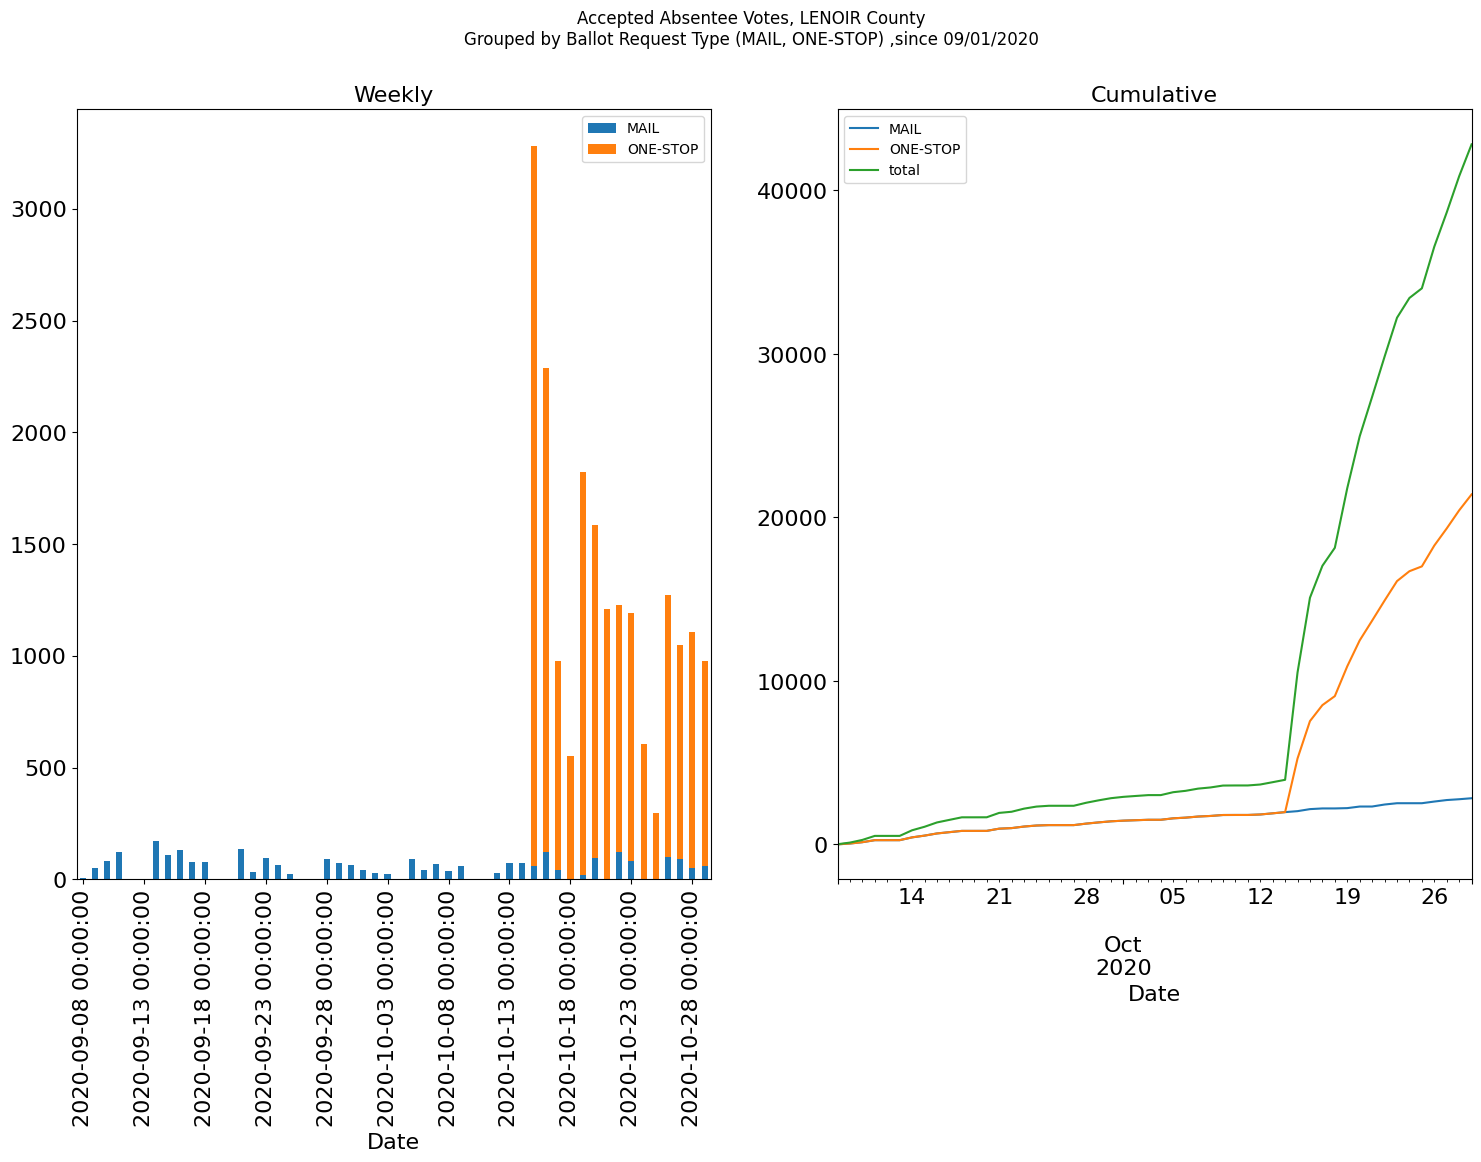 Accepted Absentee Votes, LENOIR County
Grouped by Ballot Request Type (MAIL, ONE-STOP) ,since 09/01/2020
Weekly
MAIL
ONE-STOP
3000
2500
2000
1500
1000
500
0
2020-09-08 00:00:00
2020-09-13 00:00:00
2020-09-18 00:00:00
2020-09-23 00:00:00
2020-09-28 00:00:00
2020-10-03 00:00:00
2020-10-08 00:00:00
2020-10-13 00:00:00
2020-10-18 00:00:00
2020-10-23 00:00:00
2020-10-28 00:00:00
Date
Cumulative
MAIL
ONE-STOP
total
40000
30000
20000
10000
0
14 21 28 05 12 19 26
Oct
2020
Date